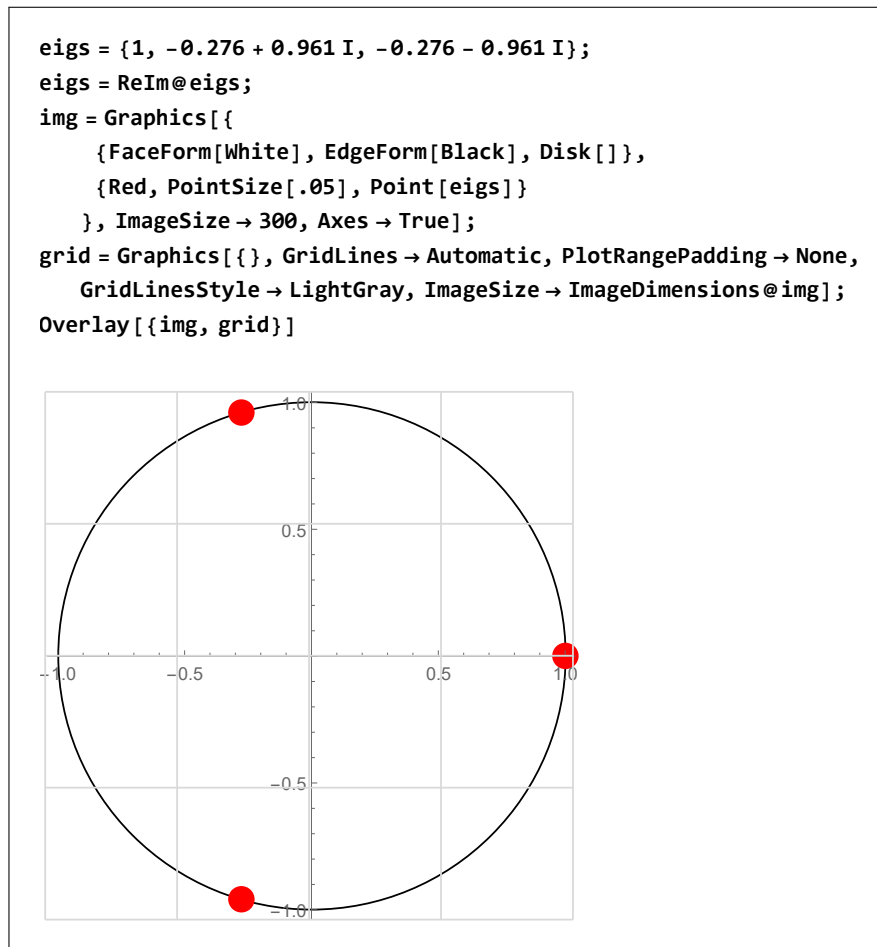 eigs = {1, -0.276 + 0.961 I, -0.276 - 0.961 I};
eigs = ReIm@eigs;
img = Graphics[{
{FaceForm[White], EdgeForm[Black], Disk[]},
{Red, PointSize[.05], Point[eigs]}
}, ImageSize → 300, Axes → True];
grid = Graphics[{}, GridLines → Automatic, PlotRangePadding → None,
GridLinesStyle → LightGray, ImageSize → ImageDimensions@img];
Overlay[{img, grid}]
1.0
0.5
-1.0 -0.5 0.5 1.0
-0.5
-1.0